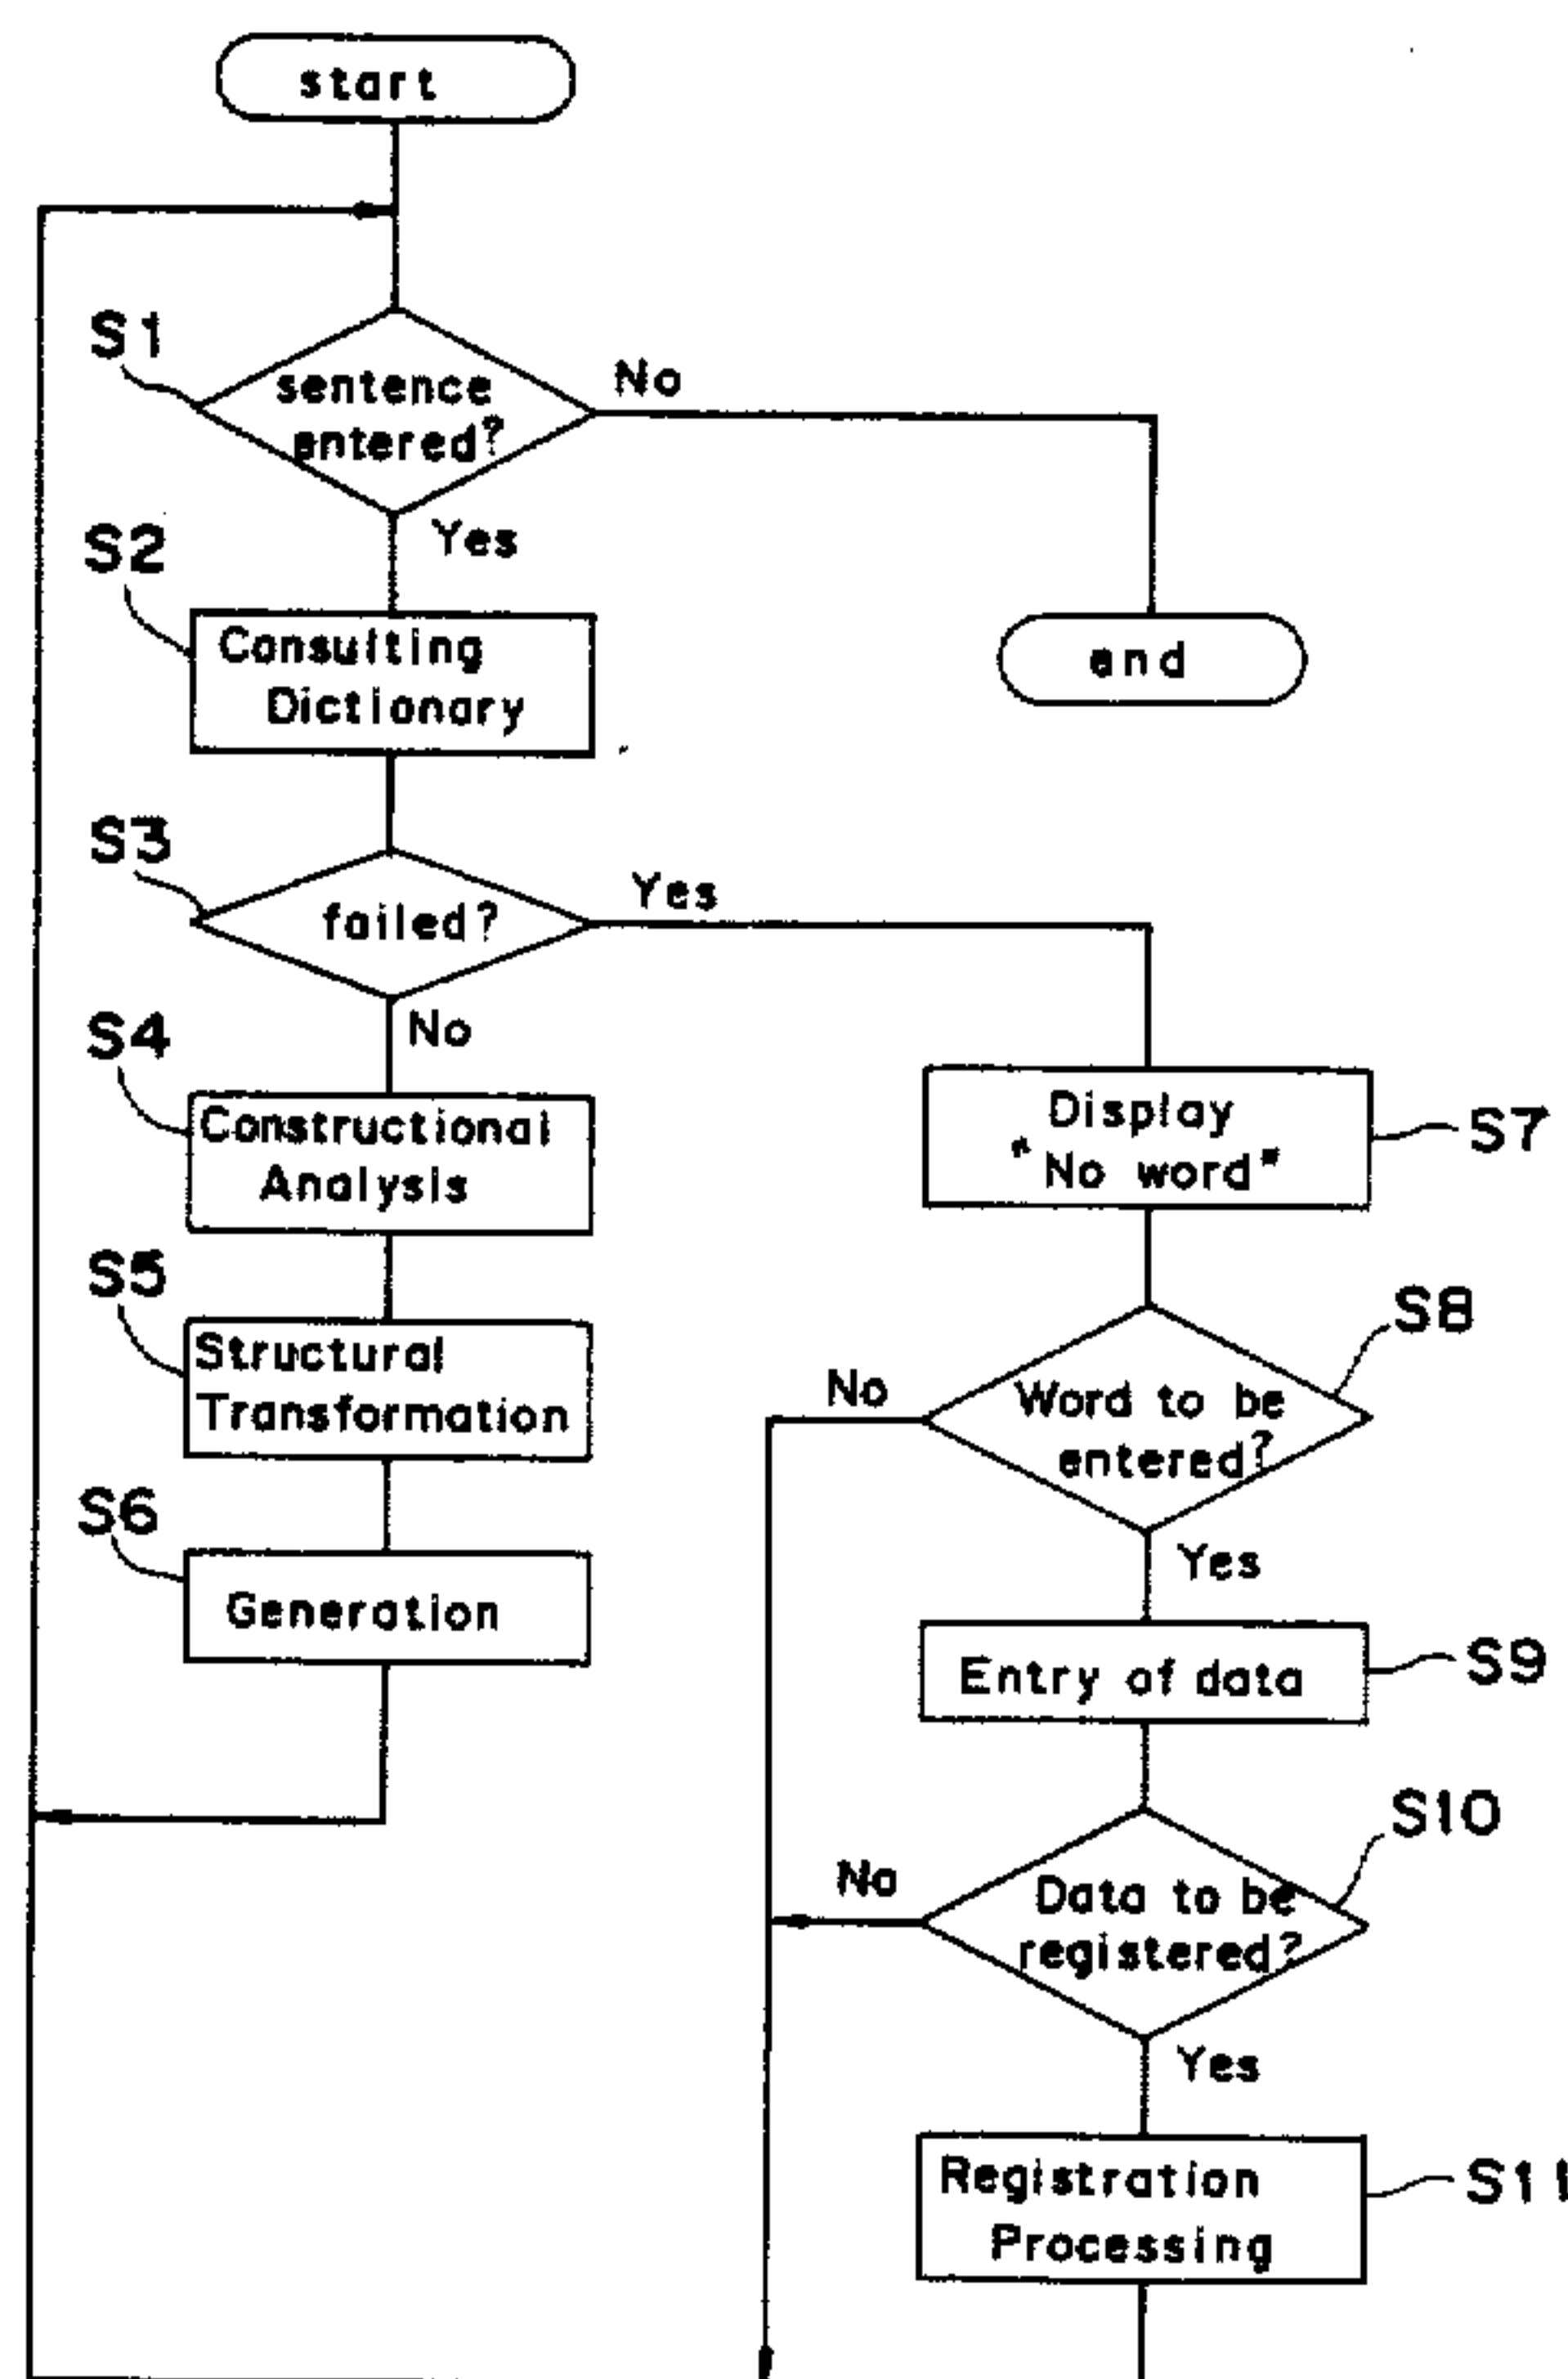 start
S1
sentence
entered?
No
Yes
S2
Consulting
Dictionary
end
S3
failed?
Yes
No
S4
Constructional
Analysis
S5
Structural
Transformation
S6
Generation
Display
"No word"
S7
S8
Word to be
entered?
No
Yes
Entry of data
S9
S10
Data to be
registered?
No
Yes
Registration
Processing
S11